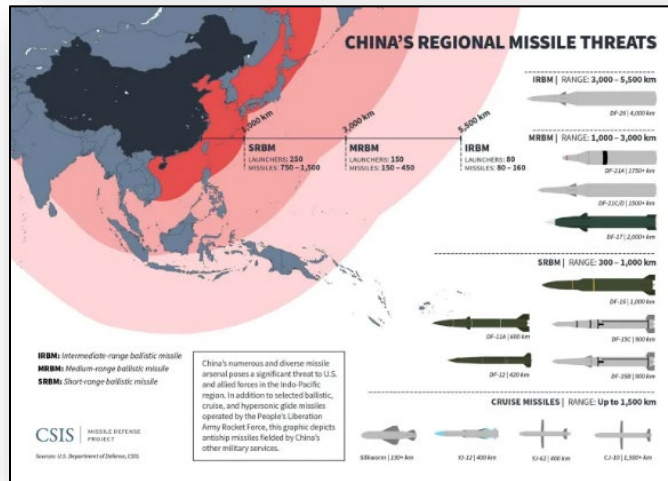 CHINA'S REGIONAL MISSILE THREATS
IRBM | RANGE: 3,000 – 5,500 km
DF-26 | 4,000 km
MRBM | RANGE: 1,000 – 3,000 km
DF-21A | 1750+ km
DF-21C/D | 1500+ km
DF-17 | 2,000+ km
SRBM | RANGE: 300 – 1,000 km
DF-16 | 1,000 km
DF-11A | 600 km
DF-15C | 900 km
DF-12 | 420 km
DF-15B | 900 km
CRUISE MISSILES | RANGE: Up to 1,500 km
Silkworm | 130+ km
YJ-12 | 400 km
YJ-62 | 400 km
CJ-10 | 1,500+ km
1,000 km
3,000 km
5,500 km
SRBM
LAUNCHERS: 250
MISSILES: 750 – 1,500
MRBM
LAUNCHERS: 150
MISSILES: 150 – 450
IRBM
LAUNCHERS: 80
MISSILES: 80 – 160
IRBM: Intermediate-range ballistic missile
MRBM: Medium-range ballistic missile
SRBM: Short-range ballistic missile
China's numerous and diverse missile
arsenal poses a significant threat to U.S.
and allied forces in the Indo-Pacific
region. In addition to selected ballistic,
cruise, and hypersonic glide missiles
operated by the People's Liberation
Army Rocket Force, this graphic depicts
antiship missiles fielded by China's
other military services.
CSIS | MISSILE DEFENSE
PROJECT
Sources: U.S. Department of Defense, CSIS.